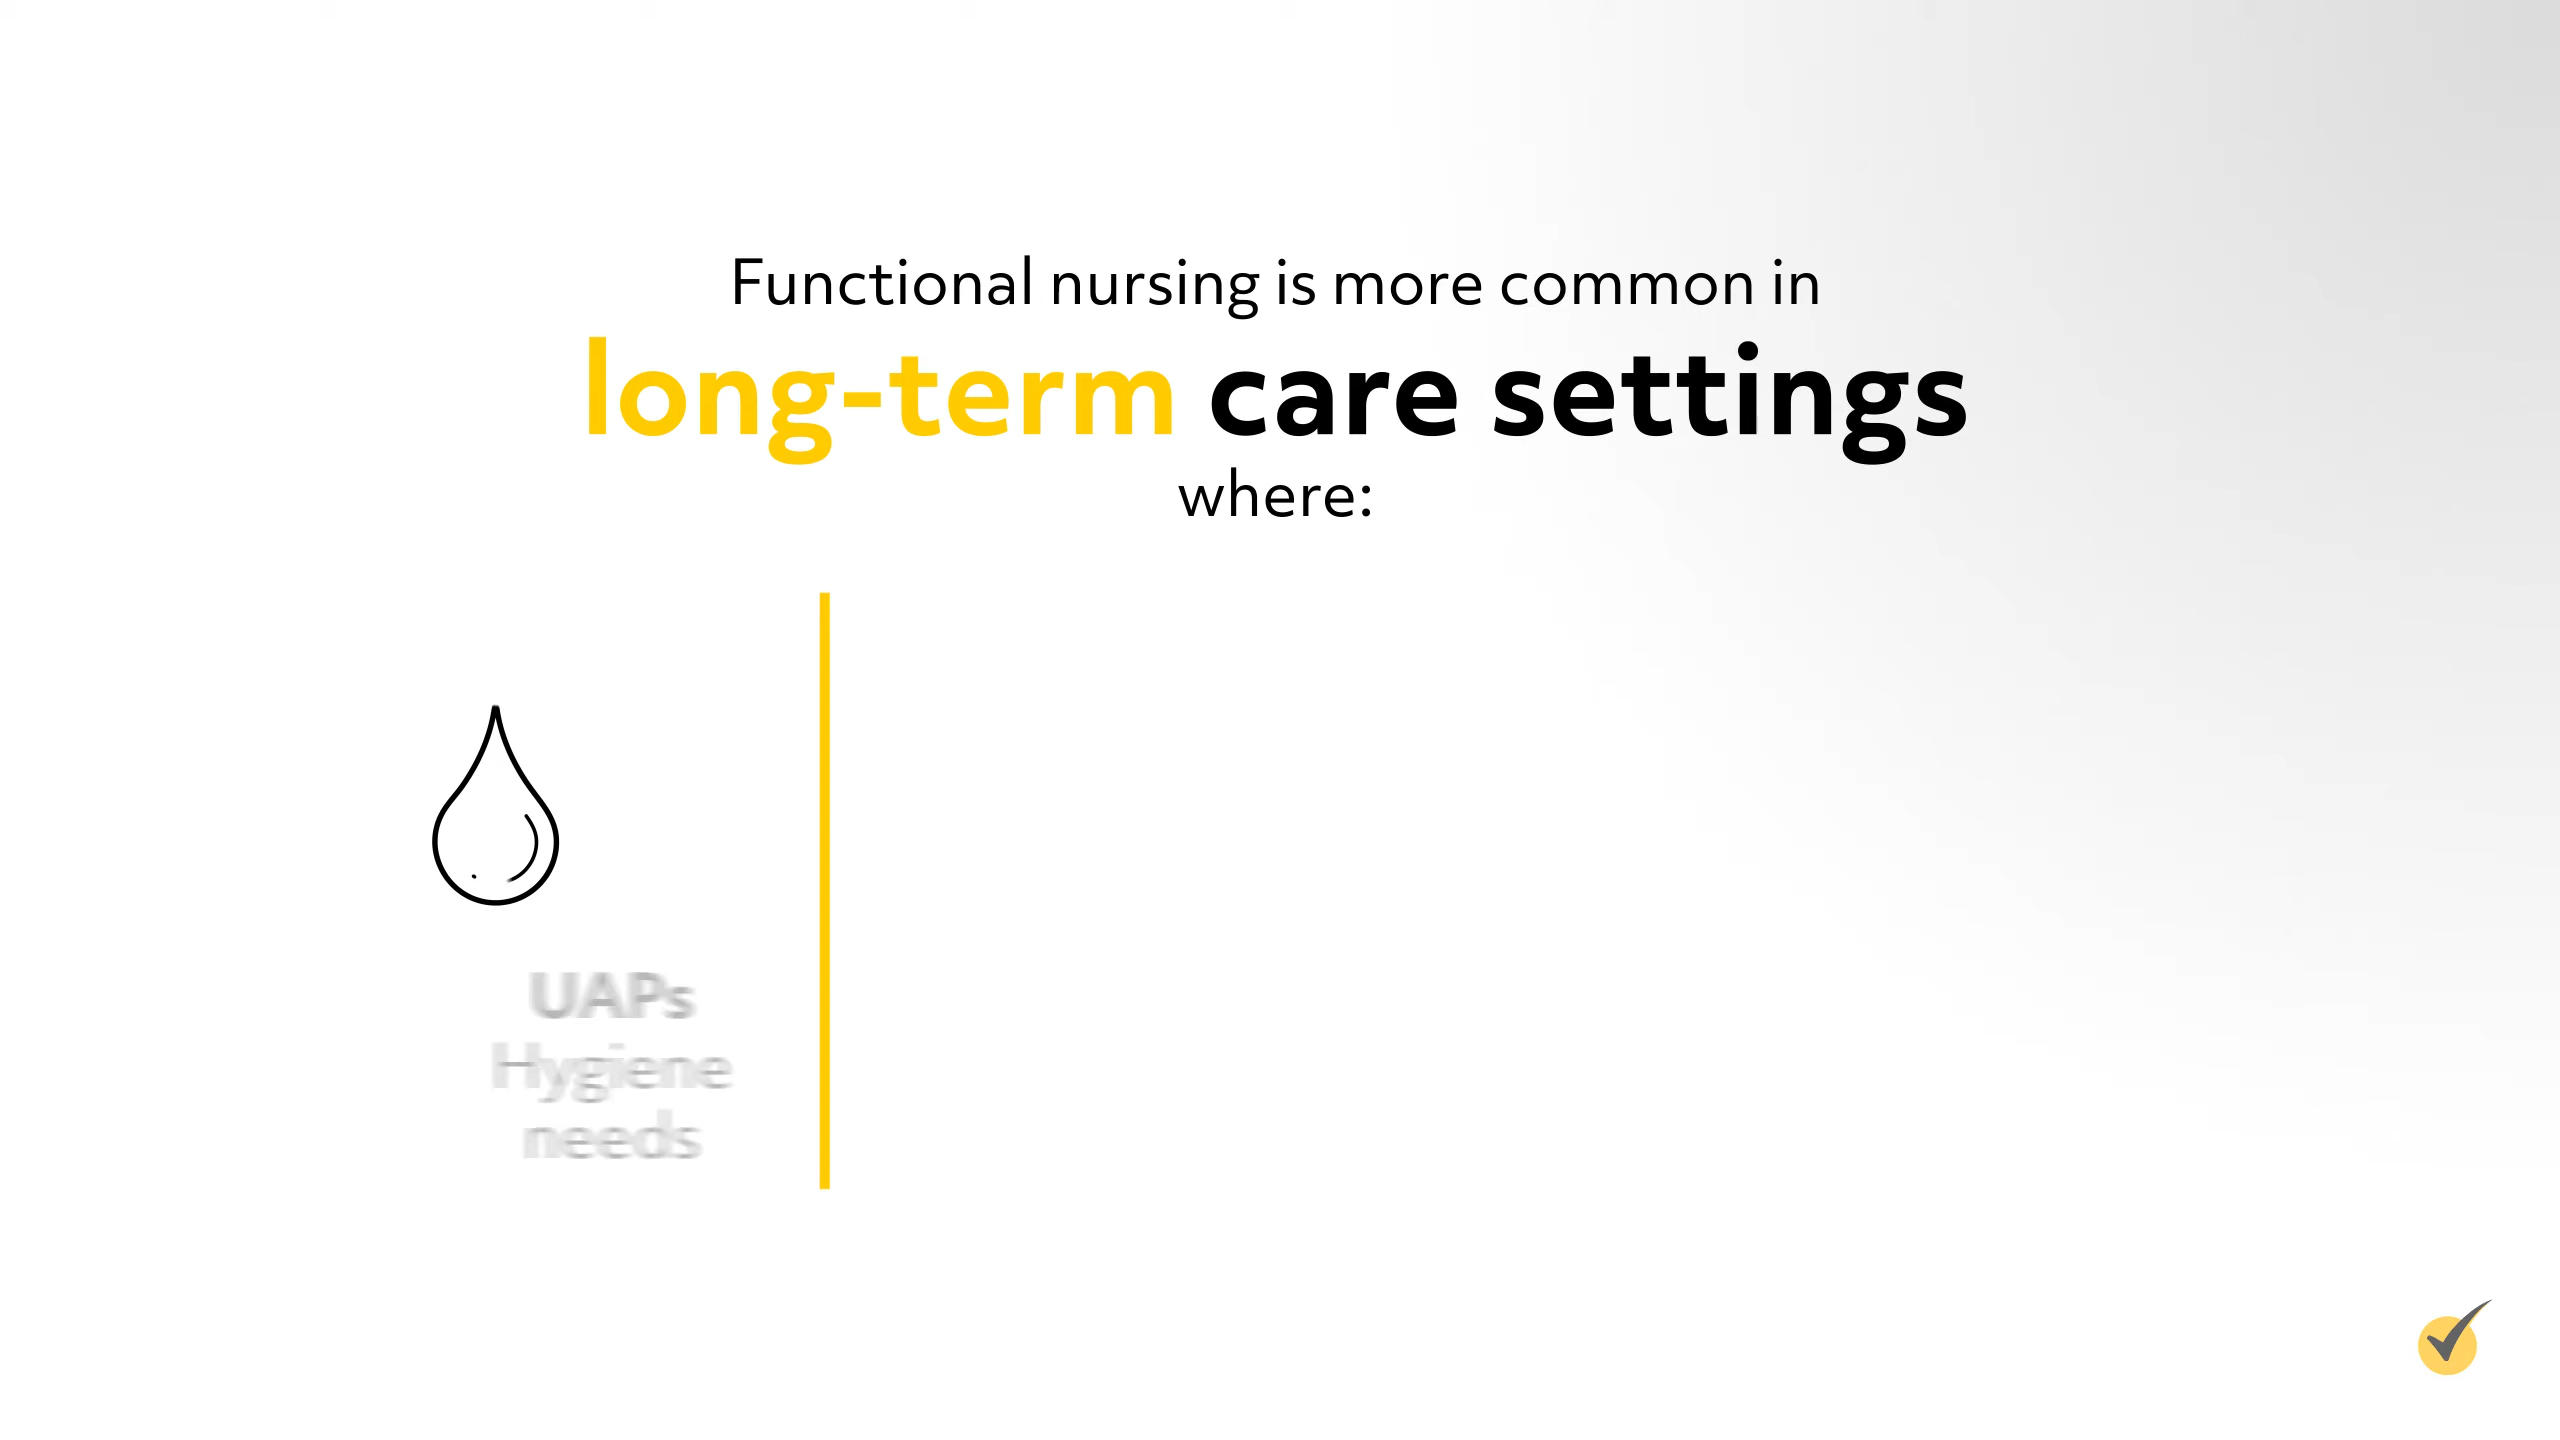 Functional nursing is more common in
long-term care settings
where:
UAPs
Hygiene
needs